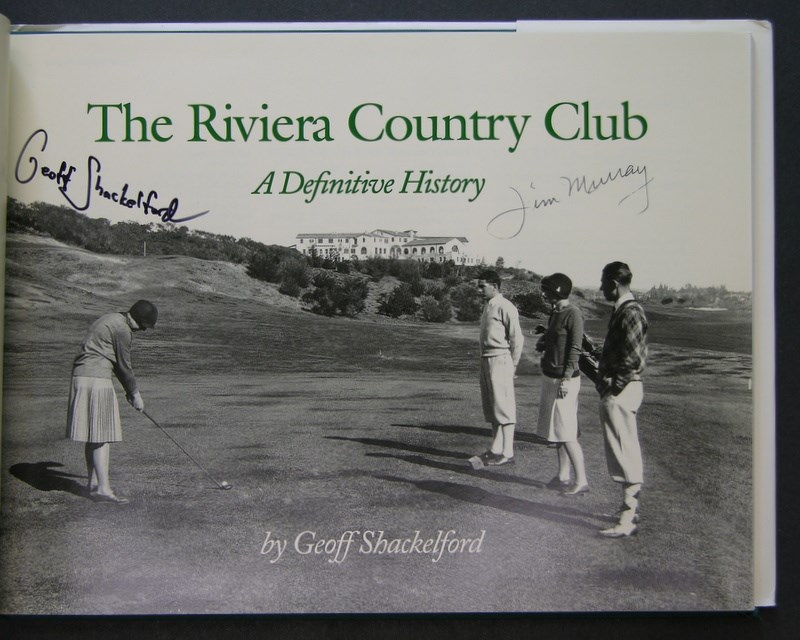 The Riviera Country Club
A Definitive History
Geoff Shackelford
Jim Murray
by Geoff Shackelford